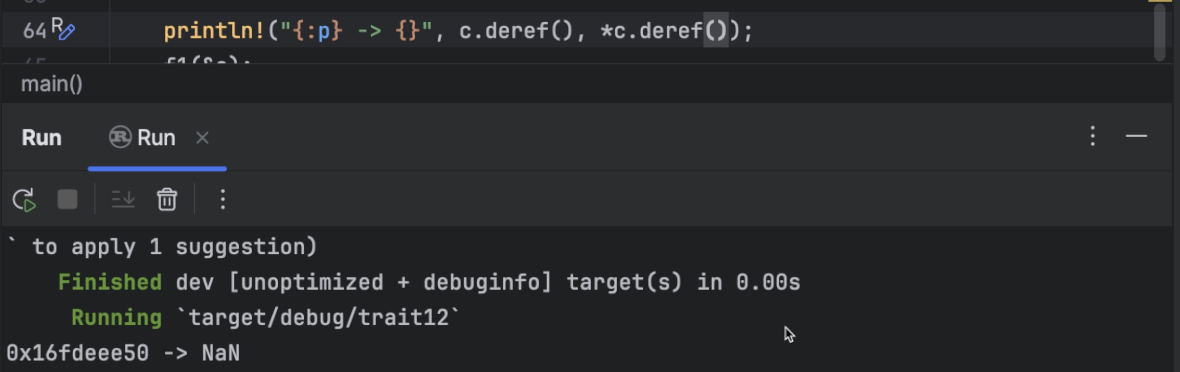 64 println!("{:p} -> {}", c.deref(), *c.deref());
main()
Run Run
` to apply 1 suggestion)
Finished dev [unoptimized + debuginfo] target(s) in 0.00s
Running `target/debug/trait12`
0x16fdeee50 -> NaN